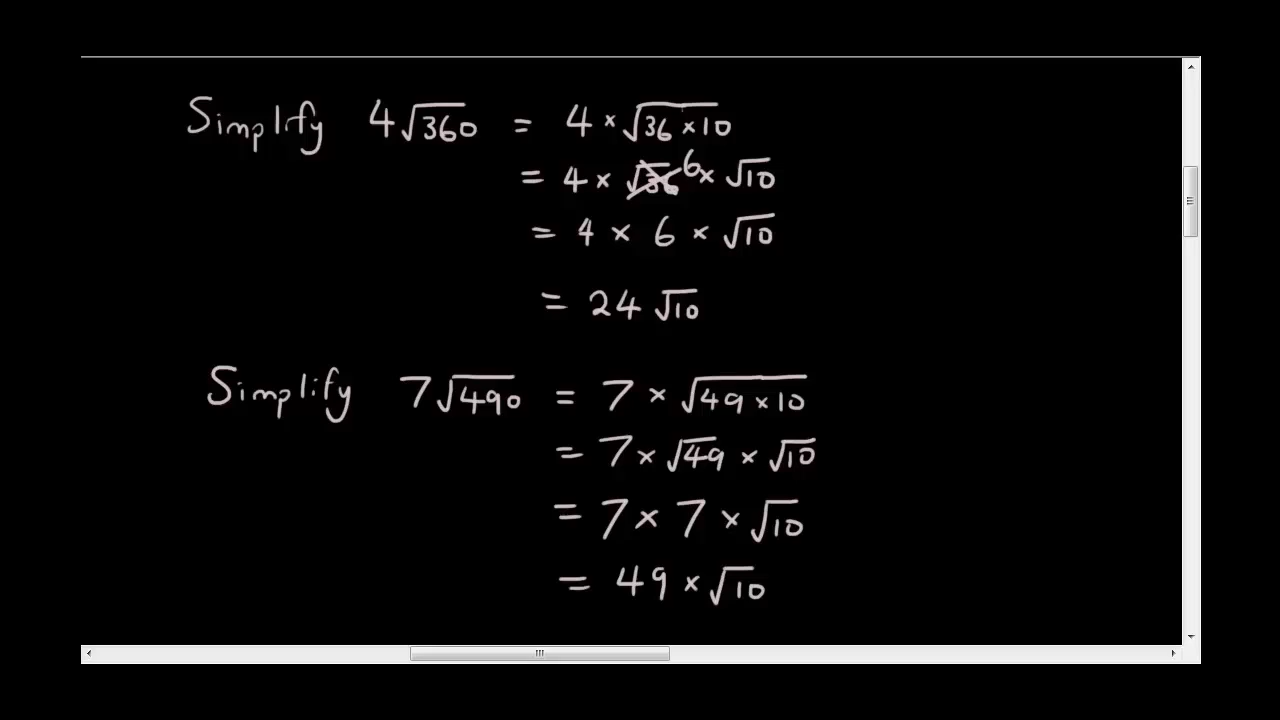 Simplify 4√360 = 4 × √36 × 10
= 4 × √36 6 × √10
= 4 × 6 × √10
= 24 √10
Simplify 7√490 = 7 × √49 × 10
= 7 × √49 × √10
= 7 × 7 × √10
= 49 × √10